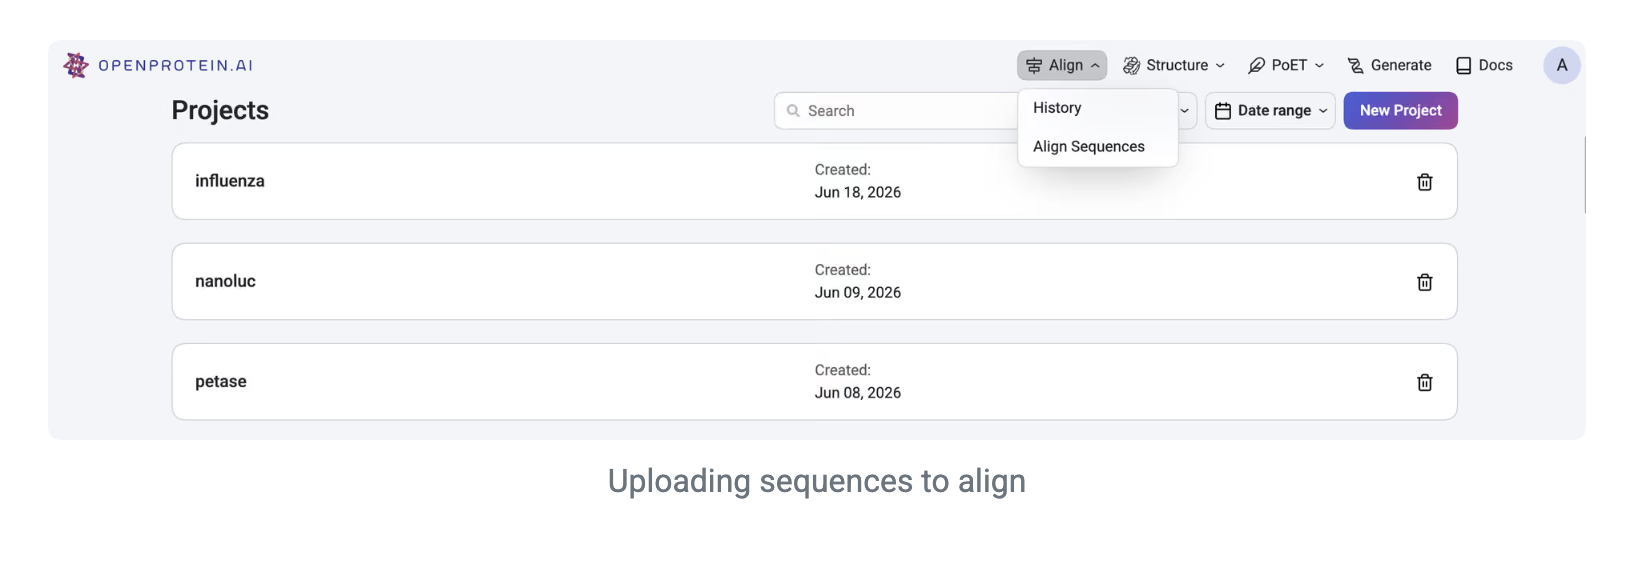 OPENPROTEIN.AI
Align
Structure
PoET
Generate
Docs
A
Projects
Search
Date range
New Project
History
Align Sequences
influenza
Created:
Jun 18, 2026
nanoluc
Created:
Jun 09, 2026
petase
Created:
Jun 08, 2026
Uploading sequences to align